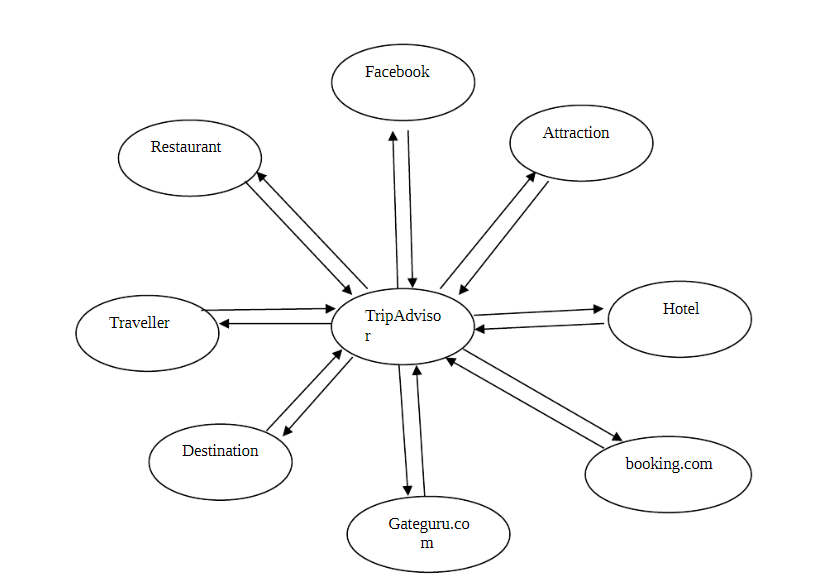 Facebook
Attraction
Restaurant
Hotel
TripAdviso
r
Traveller
Destination
booking.com
Gateguru.co
m